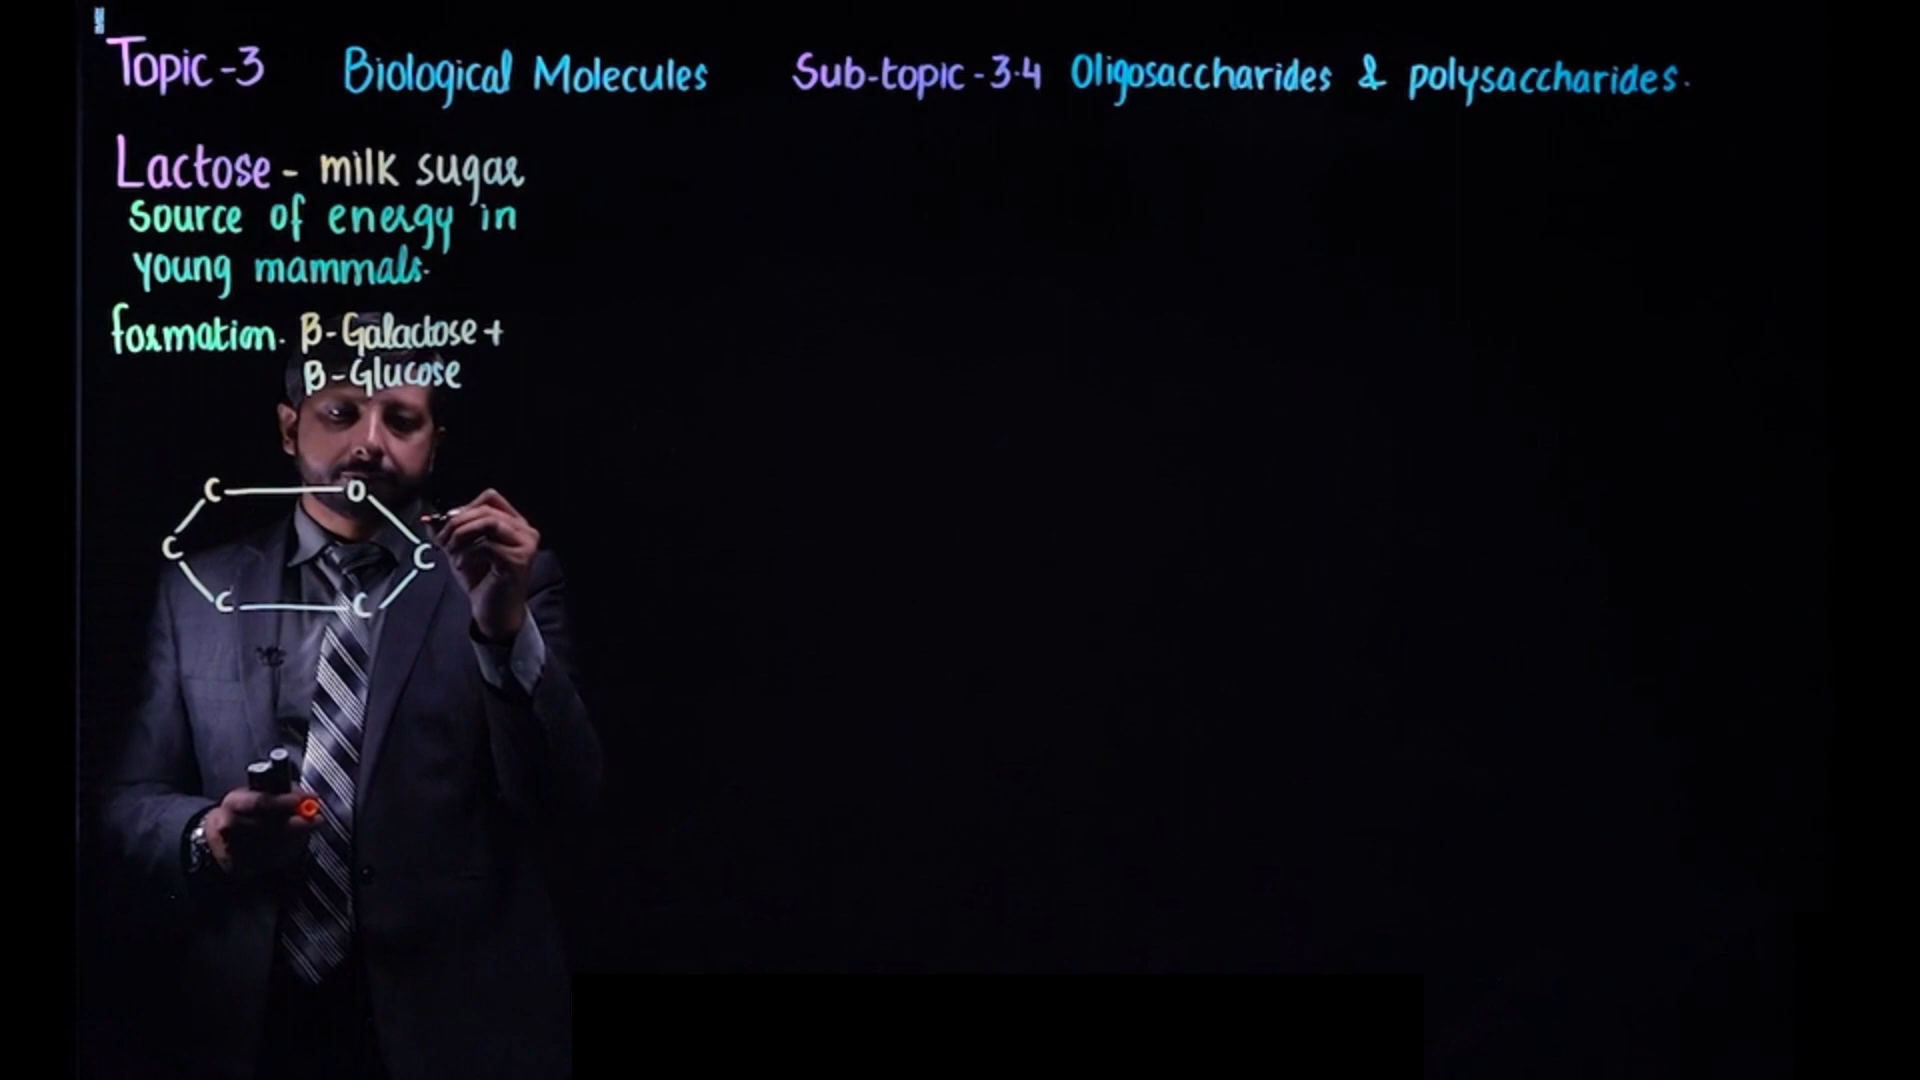 Topic-3 Biological Molecules Sub-topic-3.4 Oligosaccharides & polysaccharides.
Lactose - milk sugar
source of energy in
young mammals.
formation. β-Galactose +
β-Glucose
C O
C C
C C